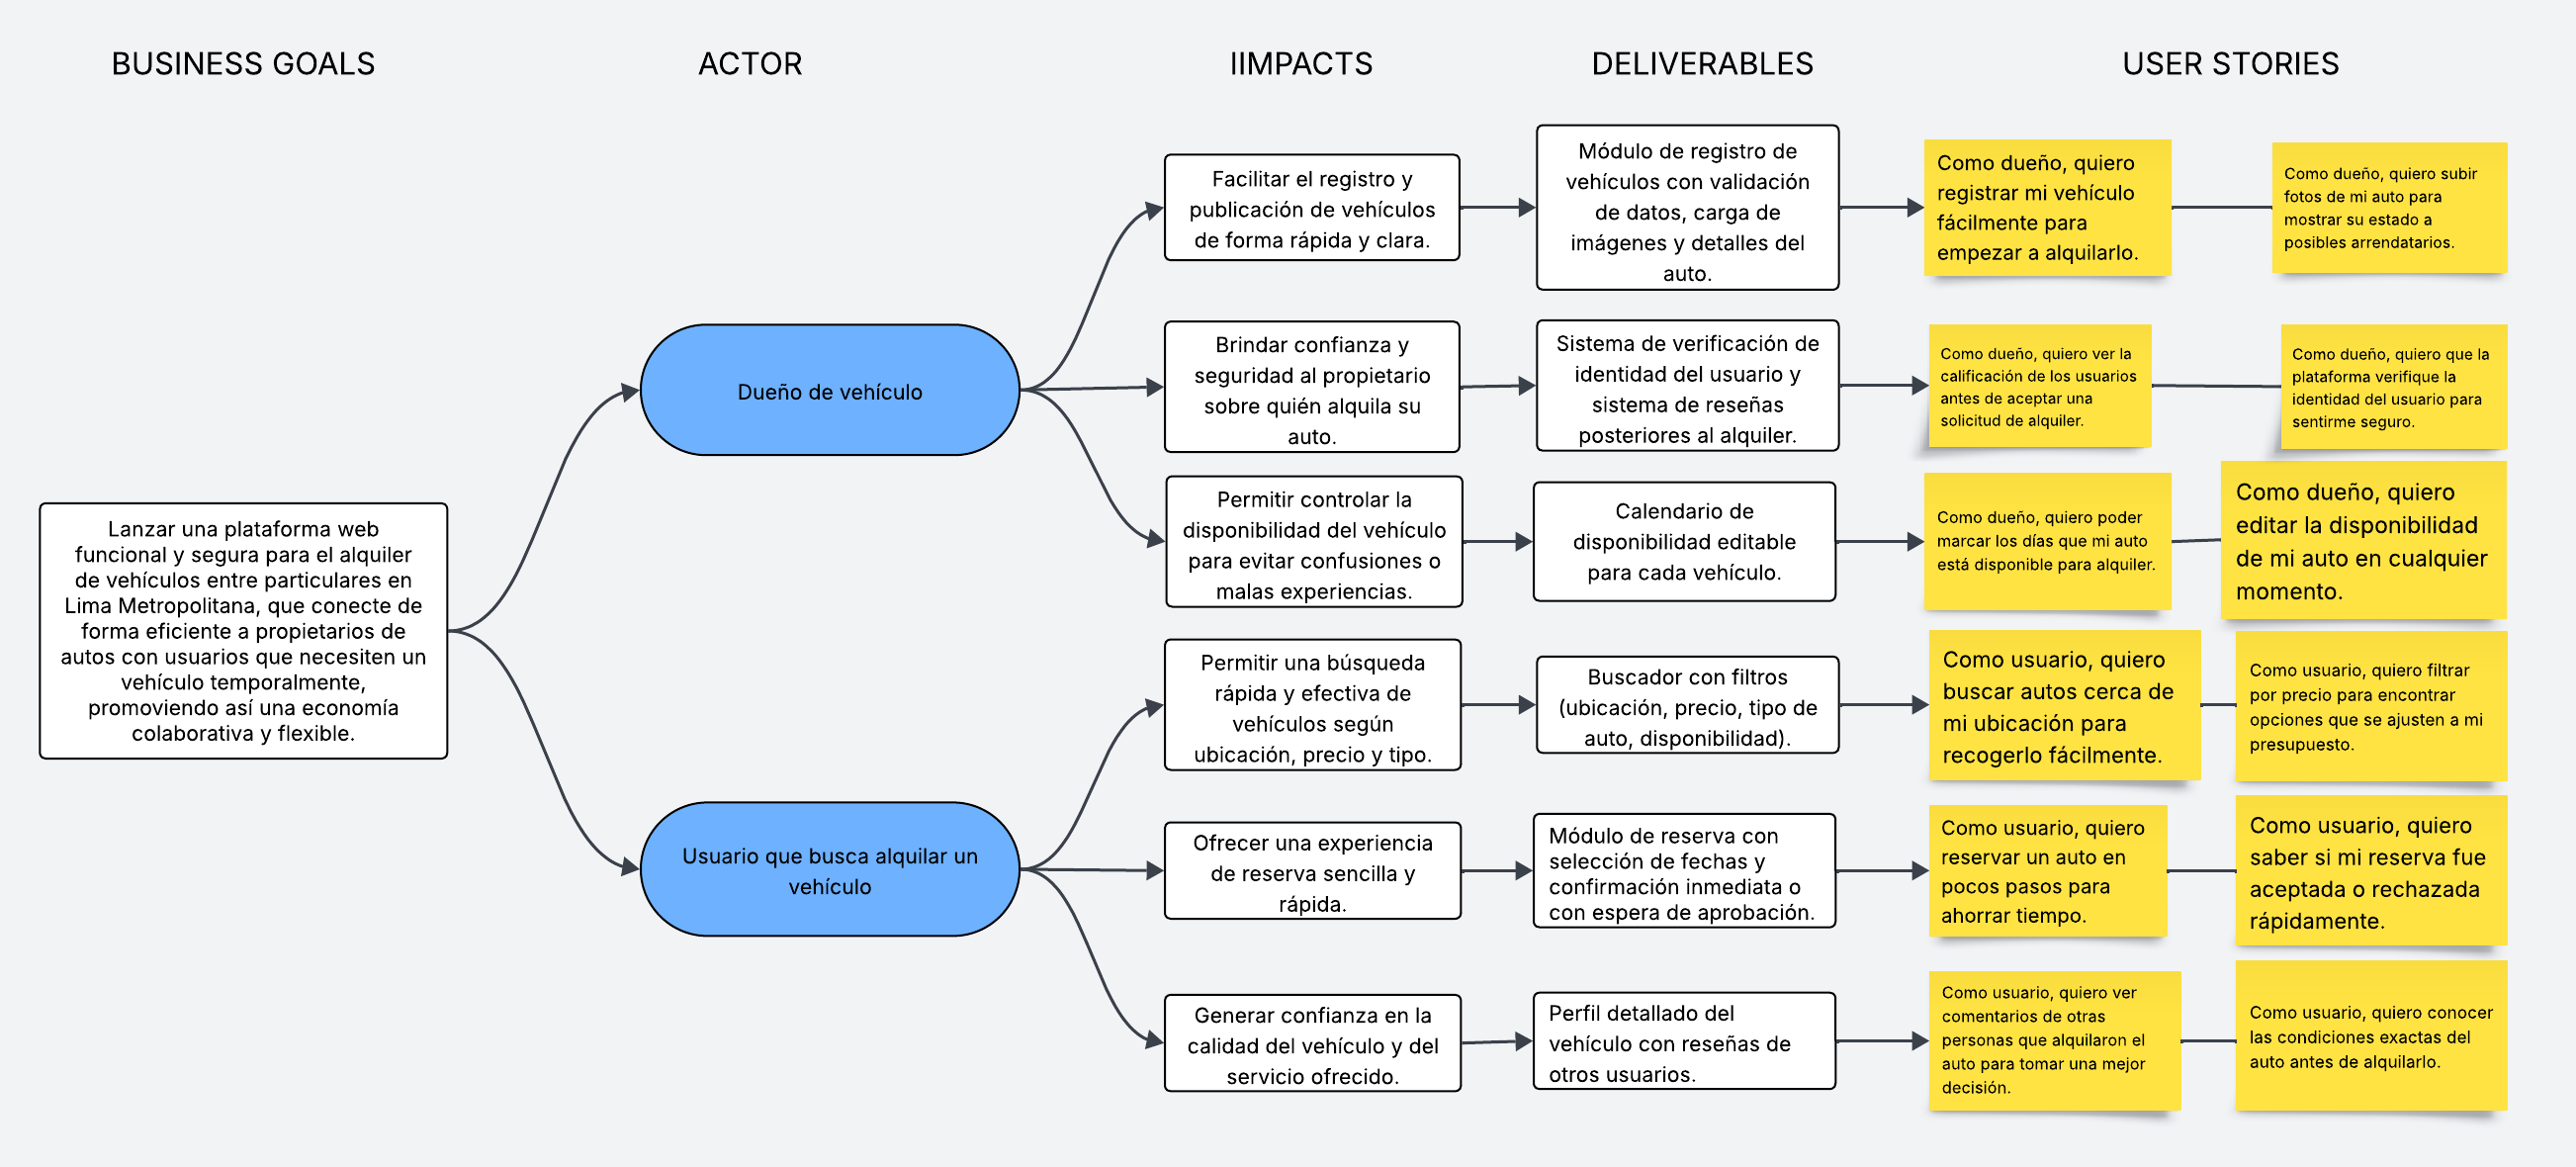 BUSINESS GOALS
ACTOR
IIMPACTS
DELIVERABLES
USER STORIES
Lanzar una plataforma web
funcional y segura para el alquiler
de vehículos entre particulares en
Lima Metropolitana, que conecte de
forma eficiente a propietarios de
autos con usuarios que necesiten un
vehículo temporalmente,
promoviendo así una economía
colaborativa y flexible.
Dueño de vehículo
Facilitar el registro y
publicación de vehículos
de forma rápida y clara.
Módulo de registro de
vehículos con validación
de datos, carga de
imágenes y detalles del
auto.
Como dueño, quiero
registrar mi vehículo
fácilmente para
empezar a alquilarlo.
Como dueño, quiero subir
fotos de mi auto para
mostrar su estado a
posibles arrendatarios.
Brindar confianza y
seguridad al propietario
sobre quién alquila su
auto.
Sistema de verificación de
identidad del usuario y
sistema de reseñas
posteriores al alquiler.
Como dueño, quiero ver la
calificación de los usuarios
antes de aceptar una
solicitud de alquiler.
Como dueño, quiero que la
plataforma verifique la
identidad del usuario para
sentirme seguro.
Permitir controlar la
disponibilidad del vehículo
para evitar confusiones o
malas experiencias.
Calendario de
disponibilidad editable
para cada vehículo.
Como dueño, quiero poder
marcar los días que mi auto
está disponible para alquiler.
Como dueño, quiero
editar la disponibilidad
de mi auto en cualquier
momento.
Usuario que busca alquilar un
vehículo
Permitir una búsqueda
rápida y efectiva de
vehículos según
ubicación, precio y tipo.
Buscador con filtros
(ubicación, precio, tipo de
auto, disponibilidad).
Como usuario, quiero
buscar autos cerca de
mi ubicación para
recogerlo fácilmente.
Como usuario, quiero filtrar
por precio para encontrar
opciones que se ajusten a mi
presupuesto.
Ofrecer una experiencia
de reserva sencilla y
rápida.
Módulo de reserva con
selección de fechas y
confirmación inmediata o
con espera de aprobación.
Como usuario, quiero
reservar un auto en
pocos pasos para
ahorrar tiempo.
Como usuario, quiero
saber si mi reserva fue
aceptada o rechazada
rápidamente.
Generar confianza en la
calidad del vehículo y del
servicio ofrecido.
Perfil detallado del
vehículo con reseñas de
otros usuarios.
Como usuario, quiero ver
comentarios de otras
personas que alquilaron el
auto para tomar una mejor
decisión.
Como usuario, quiero conocer
las condiciones exactas del
auto antes de alquilarlo.